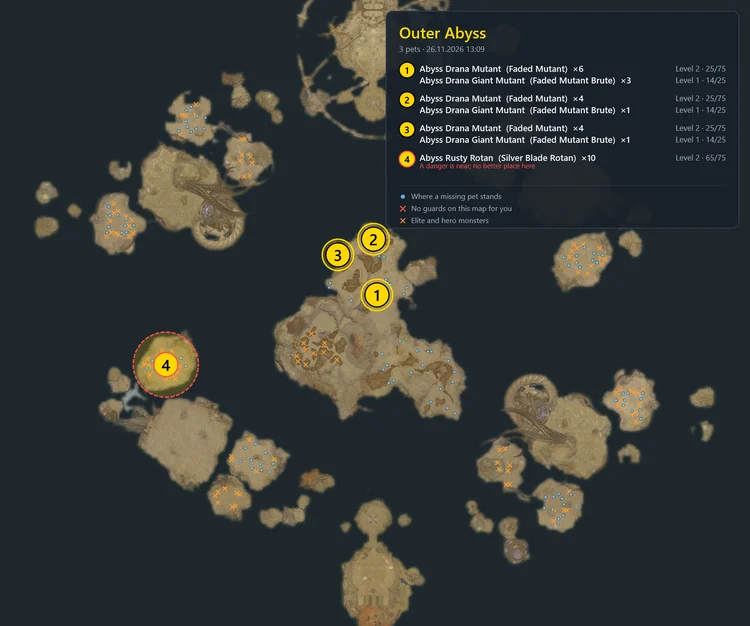 Outer Abyss
3 pets · 26.11.2026 13:09
1 Abyss Drana Mutant (Faded Mutant) ×6 Level 2 · 25/75
Abyss Drana Giant Mutant (Faded Mutant Brute) ×3 Level 1 · 14/25
2 Abyss Drana Mutant (Faded Mutant) ×4 Level 2 · 25/75
Abyss Drana Giant Mutant (Faded Mutant Brute) ×1 Level 1 · 14/25
3 Abyss Drana Mutant (Faded Mutant) ×4 Level 2 · 25/75
Abyss Drana Giant Mutant (Faded Mutant Brute) ×1 Level 1 · 14/25
4 Abyss Rusty Rotan (Silver Blade Rotan) ×10 Level 2 · 65/75
A danger is near; no better place here
Where a missing pet stands
No guards on this map for you
Elite and hero monsters
2
3
1
4